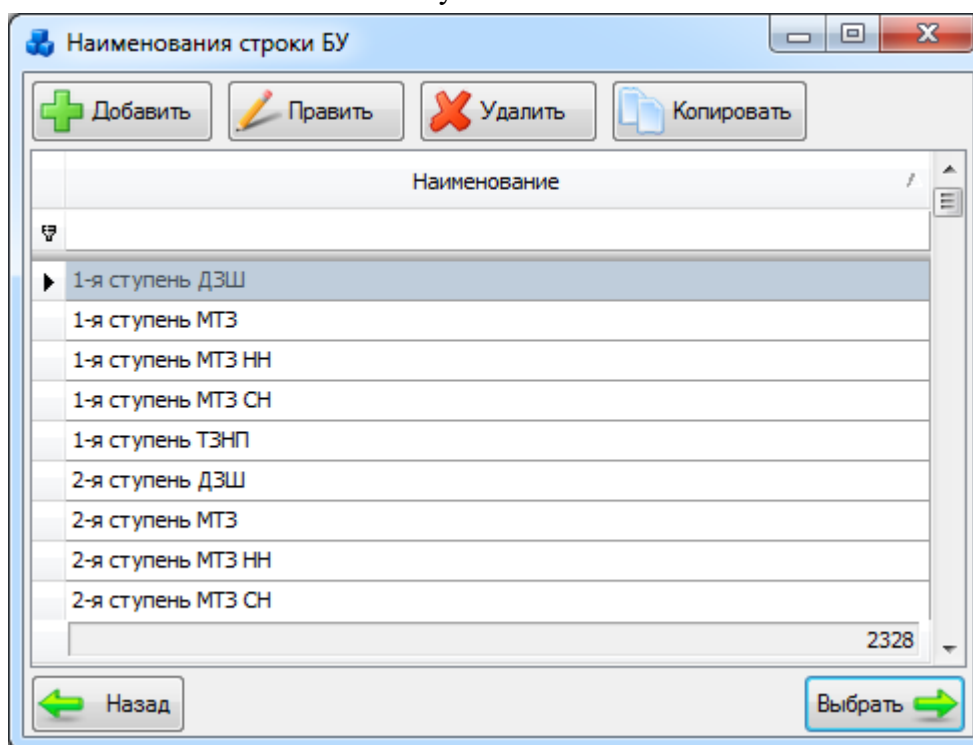 Наименования строки БУ
Добавить Править Удалить Копировать
Наименование
1-я ступень ДЗШ
1-я ступень МТЗ
1-я ступень МТЗ НН
1-я ступень МТЗ СН
1-я ступень ТЗНП
2-я ступень ДЗШ
2-я ступень МТЗ
2-я ступень МТЗ НН
2-я ступень МТЗ СН
2328
Назад Выбрать